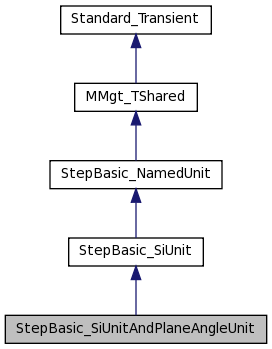 Standard_Transient
MMgt_TShared
StepBasic_NamedUnit
StepBasic_SiUnit
StepBasic_SiUnitAndPlaneAngleUnit